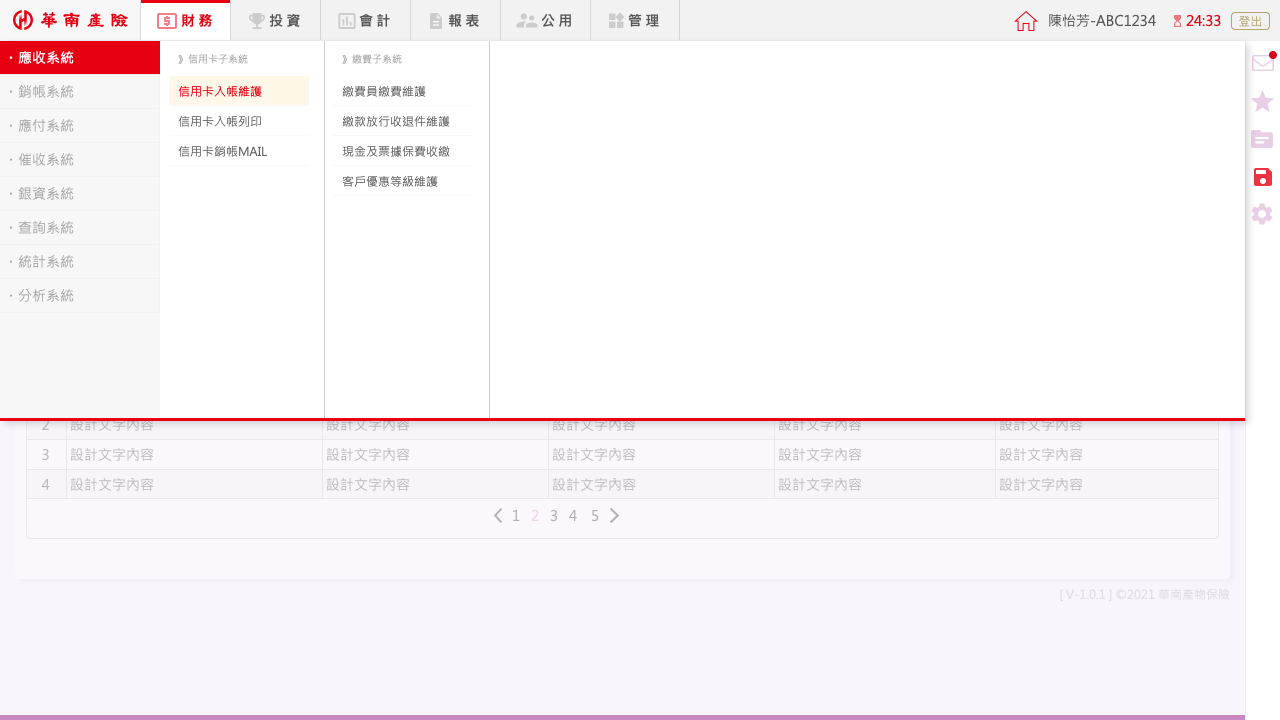 華南產險
財務
投資
會計
報表
公用
管理
陳怡芳-ABC1234
24:33
登出
· 應收系統
· 銷帳系統
· 應付系統
· 催收系統
· 銀資系統
· 查詢系統
· 統計系統
· 分析系統
》信用卡子系統
信用卡入帳維護
信用卡入帳列印
信用卡銷帳MAIL
》繳費子系統
繳費員繳費維護
繳款放行收退件維護
現金及票據保費收繳
客戶優惠等級維護
2 設計文字內容 設計文字內容 設計文字內容 設計文字內容 設計文字內容
3 設計文字內容 設計文字內容 設計文字內容 設計文字內容 設計文字內容
4 設計文字內容 設計文字內容 設計文字內容 設計文字內容 設計文字內容
1 2 3 4 5
[ V-1.0.1 ] ©2021 華南產物保險